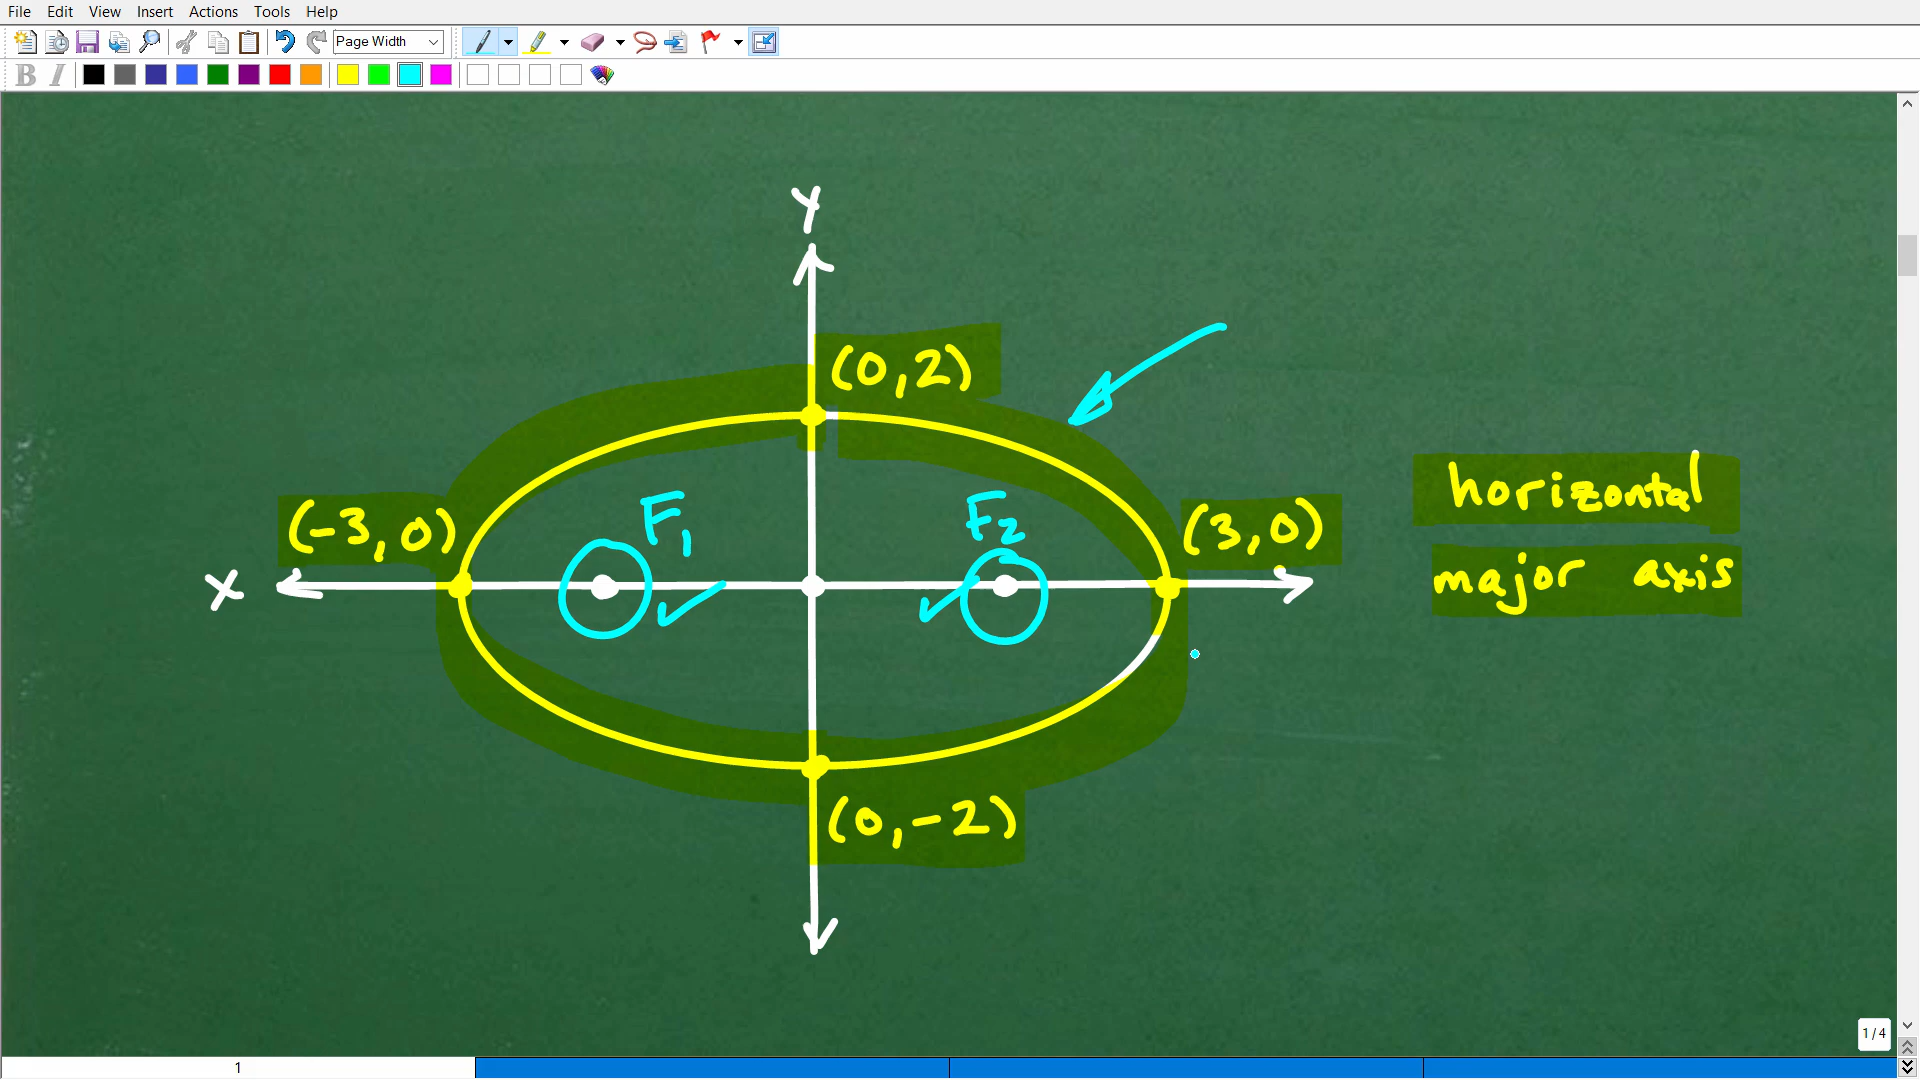 File Edit View Insert Actions Tools Help
Page Width
B I
Y
(0,2)
F1 F2
(-3,0) (3,0)
horizontal
X
major axis
(0,-2)
1 / 4
1